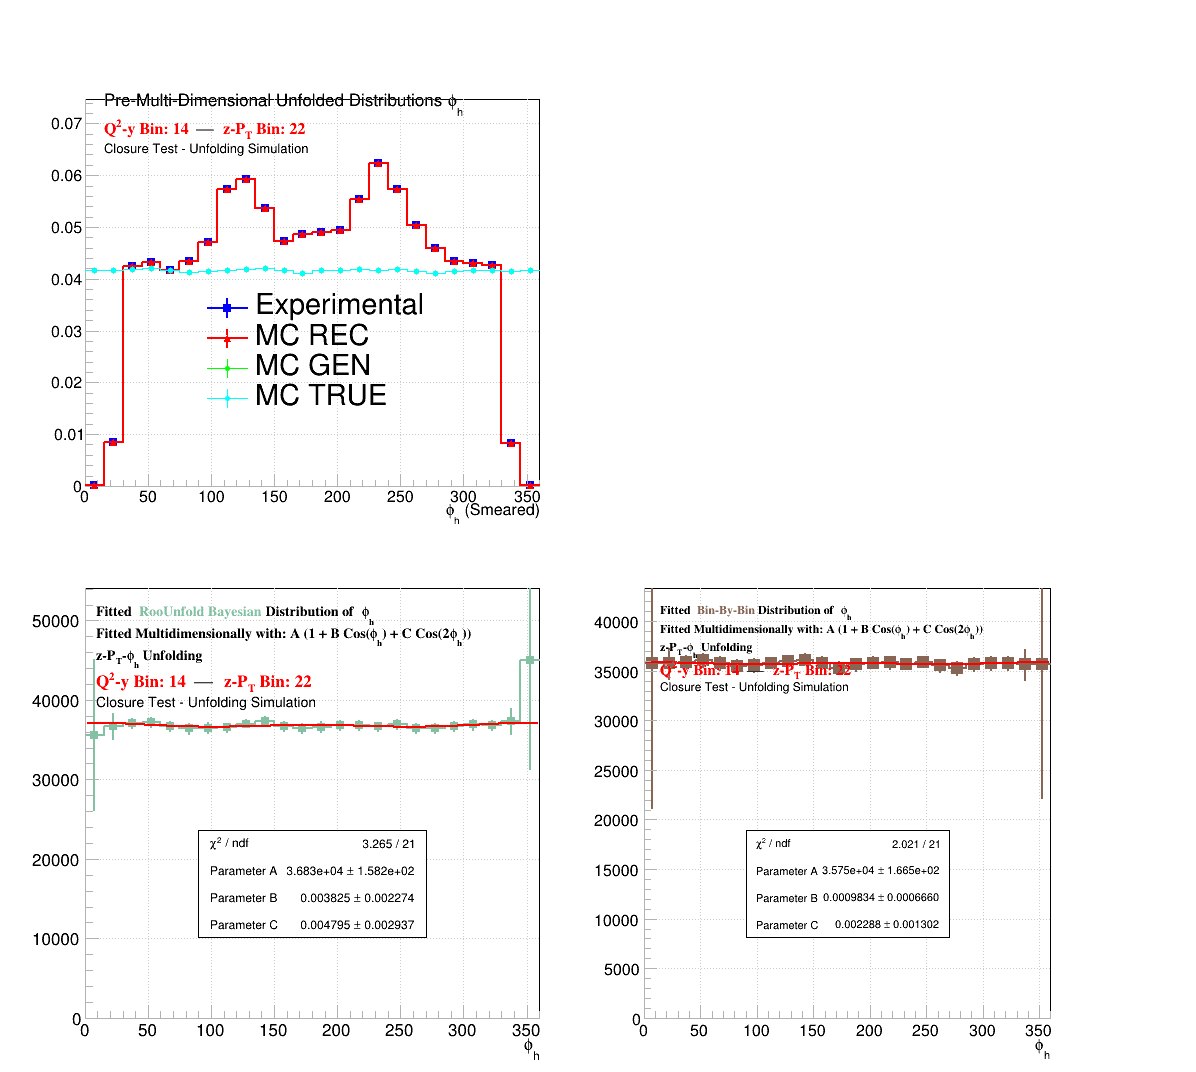 Pre-Multi-Dimensional Unfolded Distributions ϕh
Q2-y Bin: 14 — z-PT Bin: 22
Closure Test - Unfolding Simulation
0.07
0.06
0.05
0.04
0.03
0.02
0.01
0
Experimental
MC REC
MC GEN
MC TRUE
0 50 100 150 200 250 300 350
ϕh (Smeared)
Fitted RooUnfold Bayesian Distribution of ϕh
Fitted Multidimensionally with: A (1 + B Cos(ϕh) + C Cos(2ϕh))
z-PT-ϕh Unfolding
Q2-y Bin: 14 — z-PT Bin: 22
Closure Test - Unfolding Simulation
50000
40000
30000
20000
10000
0
χ2 / ndf 3.265 / 21
Parameter A 3.683e+04 ± 1.582e+02
Parameter B 0.003825 ± 0.002274
Parameter C 0.004795 ± 0.002937
0 50 100 150 200 250 300 350
ϕh
Fitted Bin-By-Bin Distribution of ϕh
Fitted Multidimensionally with: A (1 + B Cos(ϕh) + C Cos(2ϕh))
z-PT-ϕh Unfolding
Q2-y Bin: 14 — z-PT Bin: 22
Closure Test - Unfolding Simulation
40000
35000
30000
25000
20000
15000
10000
5000
0
χ2 / ndf 2.021 / 21
Parameter A 3.575e+04 ± 1.665e+02
Parameter B 0.0009834 ± 0.0006660
Parameter C 0.002288 ± 0.001302
0 50 100 150 200 250 300 350
ϕh